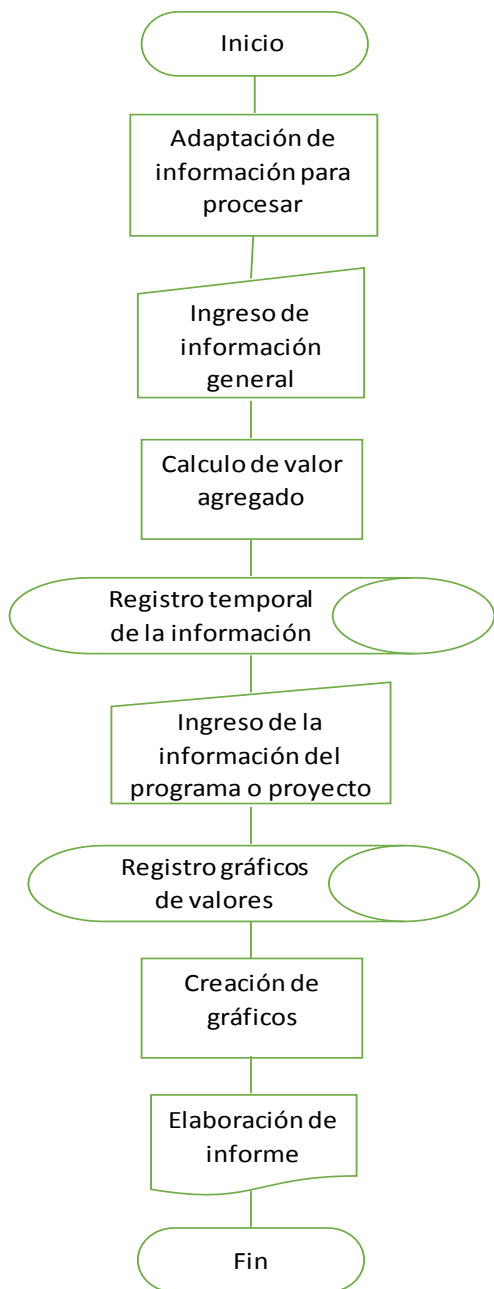 Inicio
Adaptación de
información para
procesar
Ingreso de
información
general
Calculo de valor
agregado
Registro temporal
de la información
Ingreso de la
información del
programa o proyecto
Registro gráficos
de valores
Creación de
gráficos
Elaboración de
informe
Fin